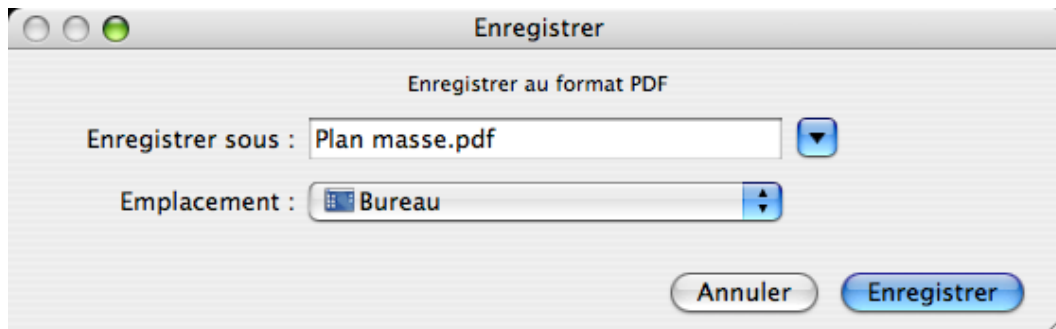 Enregistrer
Enregistrer au format PDF
Enregistrer sous : Plan masse.pdf
Emplacement : Bureau
Annuler Enregistrer